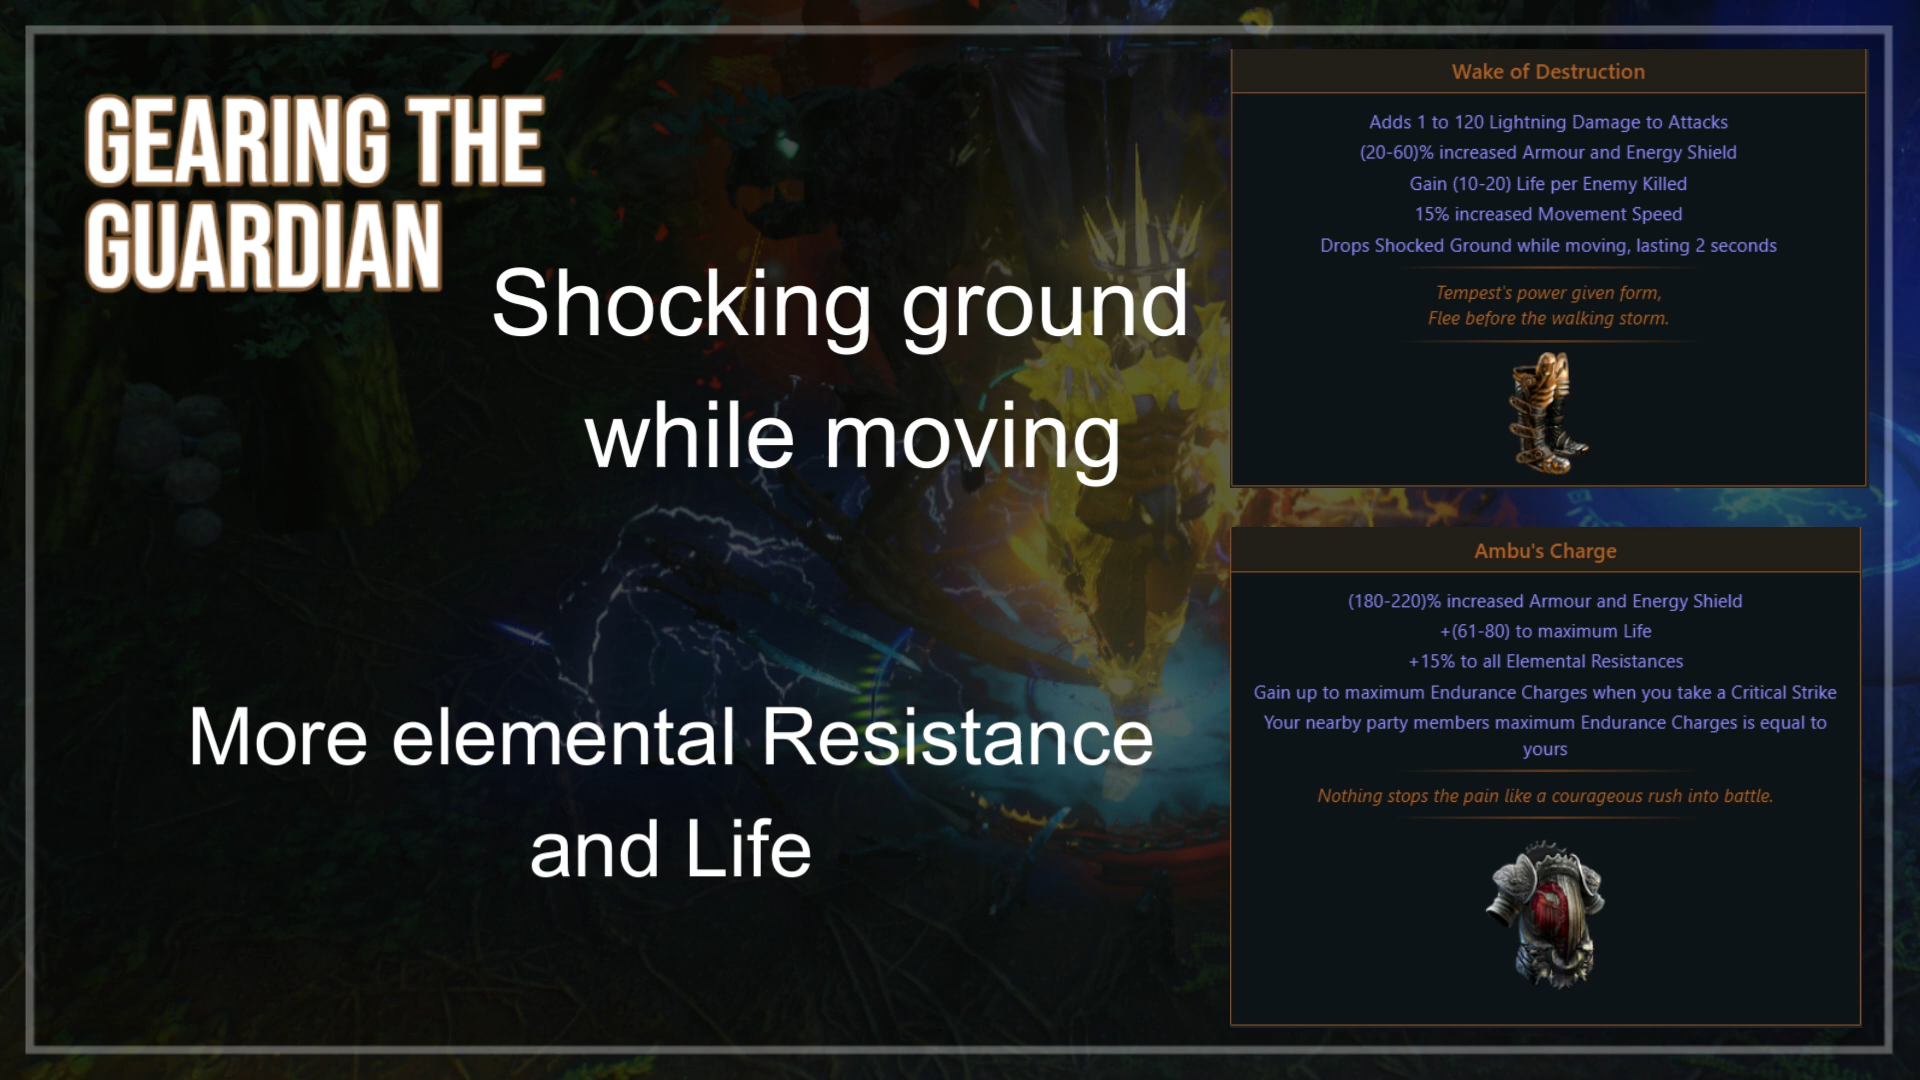 GEARING THE
GUARDIAN
Shocking ground
while moving
More elemental Resistance
and Life
Wake of Destruction
Adds 1 to 120 Lightning Damage to Attacks
(20-60)% increased Armour and Energy Shield
Gain (10-20) Life per Enemy Killed
15% increased Movement Speed
Drops Shocked Ground while moving, lasting 2 seconds
Tempest's power given form,
Flee before the walking storm.
Ambu's Charge
(180-220)% increased Armour and Energy Shield
+(61-80) to maximum Life
+15% to all Elemental Resistances
Gain up to maximum Endurance Charges when you take a Critical Strike
Your nearby party members maximum Endurance Charges is equal to
yours
Nothing stops the pain like a courageous rush into battle.